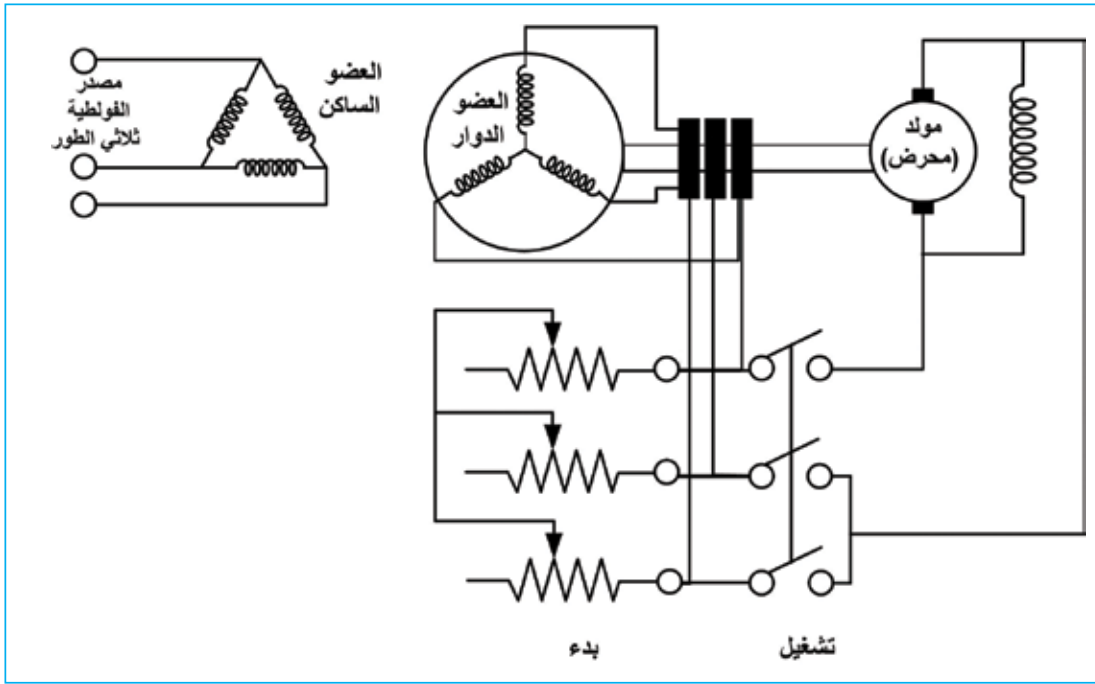 العضو
الساكن
مصدر
الفولطية
ثلاثي الطور
العضو
الدوار
مولد
(محرض)
بدء
تشغيل